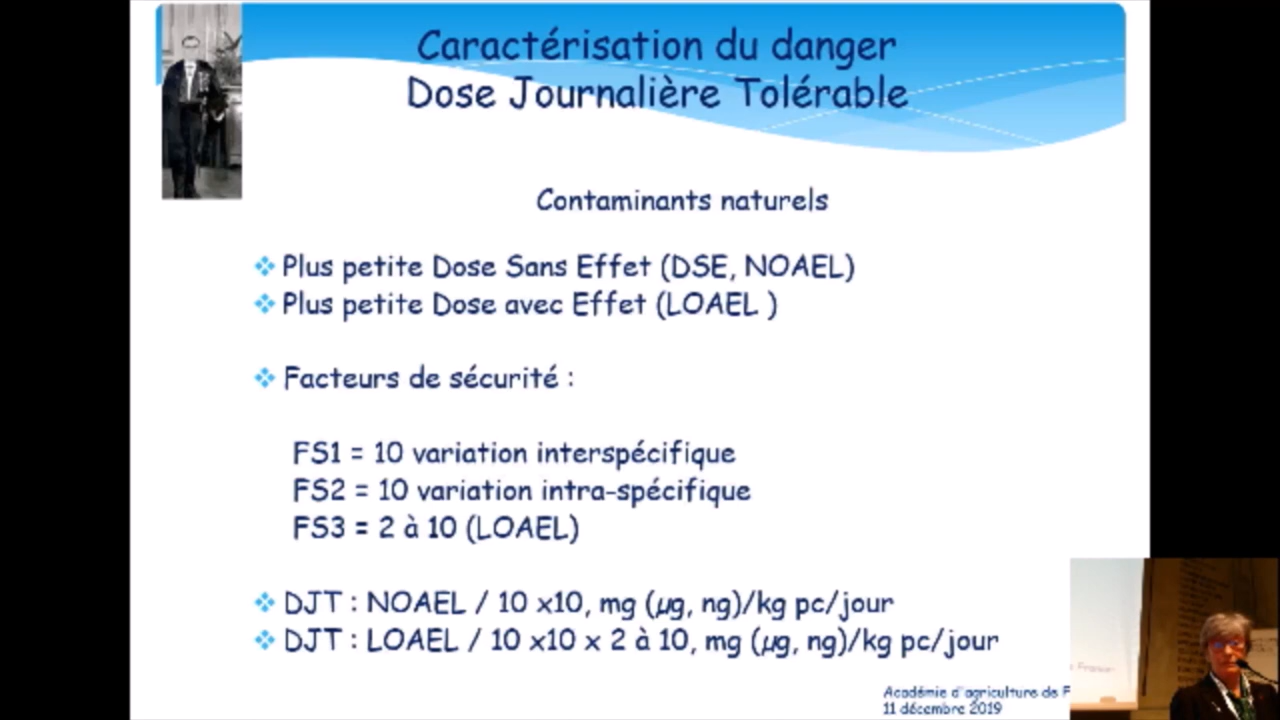 Caractérisation du danger
Dose Journalière Tolérable
Contaminants naturels
Plus petite Dose Sans Effet (DSE, NOAEL)
Plus petite Dose avec Effet (LOAEL )
Facteurs de sécurité :
FS1 = 10 variation interspécifique
FS2 = 10 variation intra-spécifique
FS3 = 2 à 10 (LOAEL)
DJT : NOAEL / 10 x10, mg (µg, ng)/kg pc/jour
DJT : LOAEL / 10 x10 x 2 à 10, mg (µg, ng)/kg pc/jour
Académie d'agriculture de F
11 décembre 2019